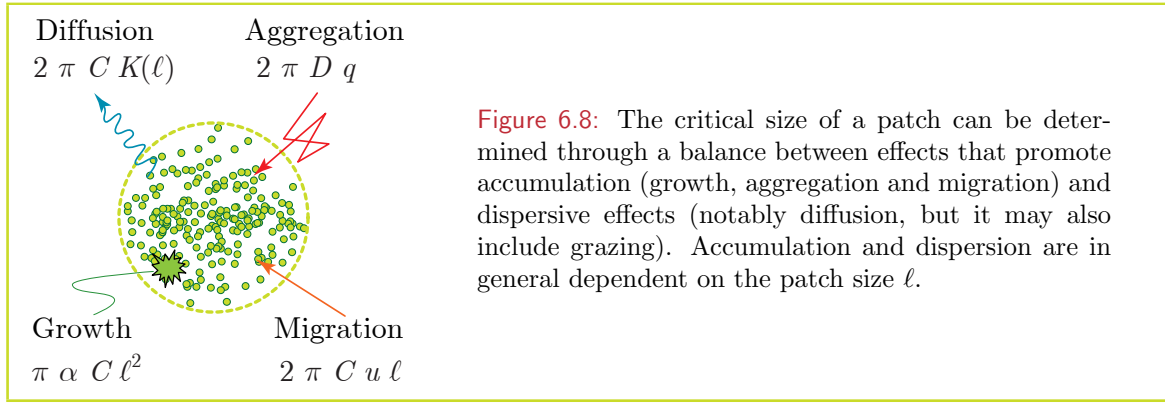 Diffusion
2 π C K(ℓ)
Aggregation
2 π D q
Growth
π α C ℓ²
Migration
2 π C u ℓ
Figure 6.8: The critical size of a patch can be deter-
mined through a balance between effects that promote
accumulation (growth, aggregation and migration) and
dispersive effects (notably diffusion, but it may also
include grazing). Accumulation and dispersion are in
general dependent on the patch size ℓ.